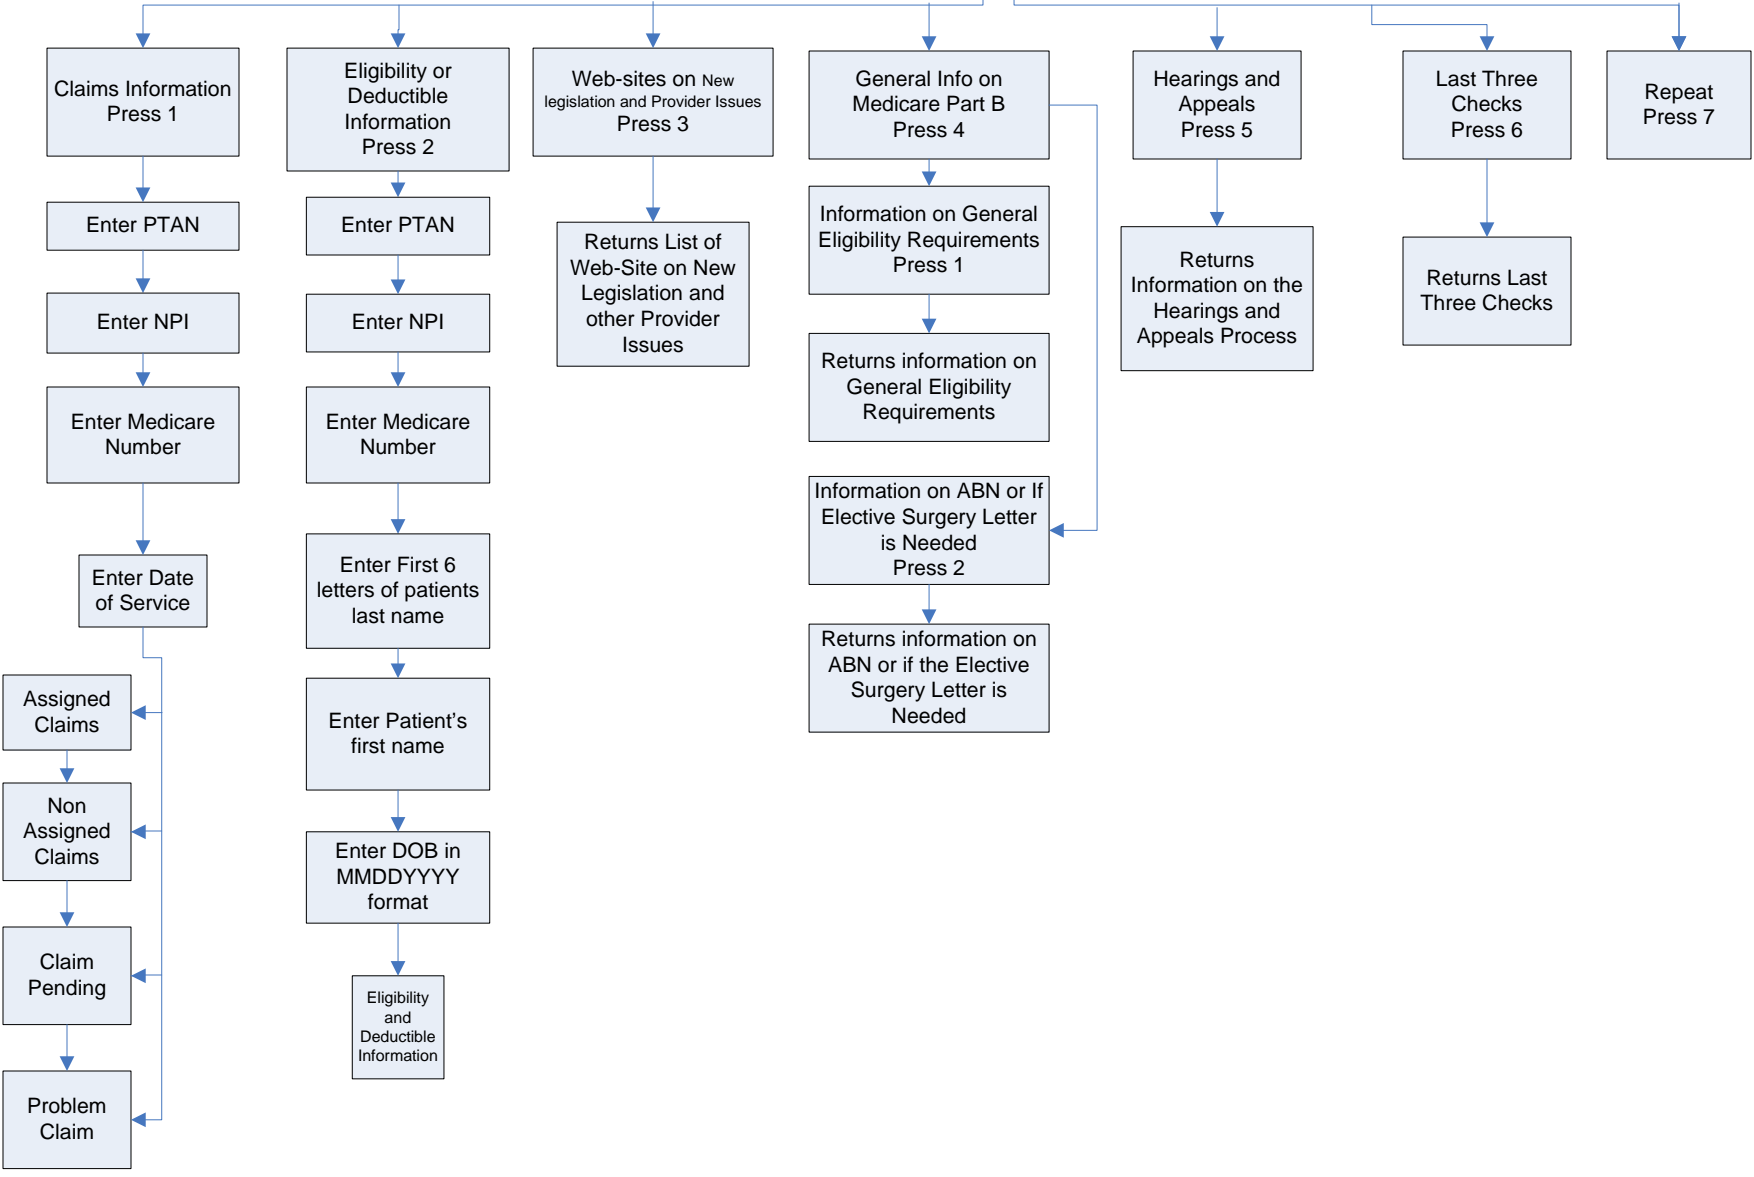 Claims Information
Press 1
Enter PTAN
Enter NPI
Enter Medicare
Number
Enter Date
of Service
Assigned
Claims
Non
Assigned
Claims
Claim
Pending
Problem
Claim
Eligibility or
Deductible
Information
Press 2
Enter PTAN
Enter NPI
Enter Medicare
Number
Enter First 6
letters of patients
last name
Enter Patient’s
first name
Enter DOB in
MMDDYYYY
format
Eligibility
and
Deductible
Information
Web-sites on New
legislation and Provider Issues
Press 3
Returns List of
Web-Site on New
Legislation and
other Provider
Issues
General Info on
Medicare Part B
Press 4
Information on General
Eligibility Requirements
Press 1
Returns information on
General Eligibility
Requirements
Information on ABN or If
Elective Surgery Letter
is Needed
Press 2
Returns information on
ABN or if the Elective
Surgery Letter is
Needed
Hearings and
Appeals
Press 5
Returns
Information on the
Hearings and
Appeals Process
Last Three
Checks
Press 6
Returns Last
Three Checks
Repeat
Press 7